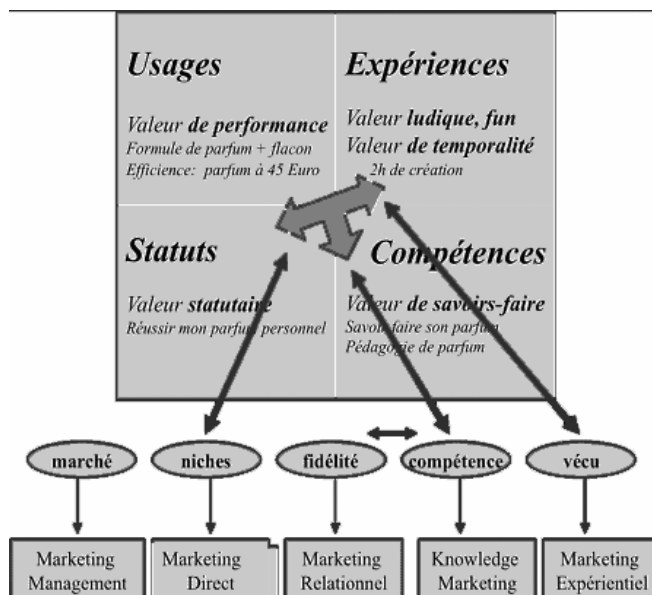 Usages
Valeur de performance
Formule de parfum + flacon
Efficience: parfum à 45 Euro
Expériences
Valeur ludique, fun
Valeur de temporalité
2h de création
Statuts
Valeur statutaire
Réussir mon parfum personnel
Compétences
Valeur de savoirs-faire
Savoir faire son parfum
Pédagogie de parfum
marché
niches
fidélité
compétence
vécu
Marketing
Management
Marketing
Direct
Marketing
Relationnel
Knowledge
Marketing
Marketing
Expérientiel